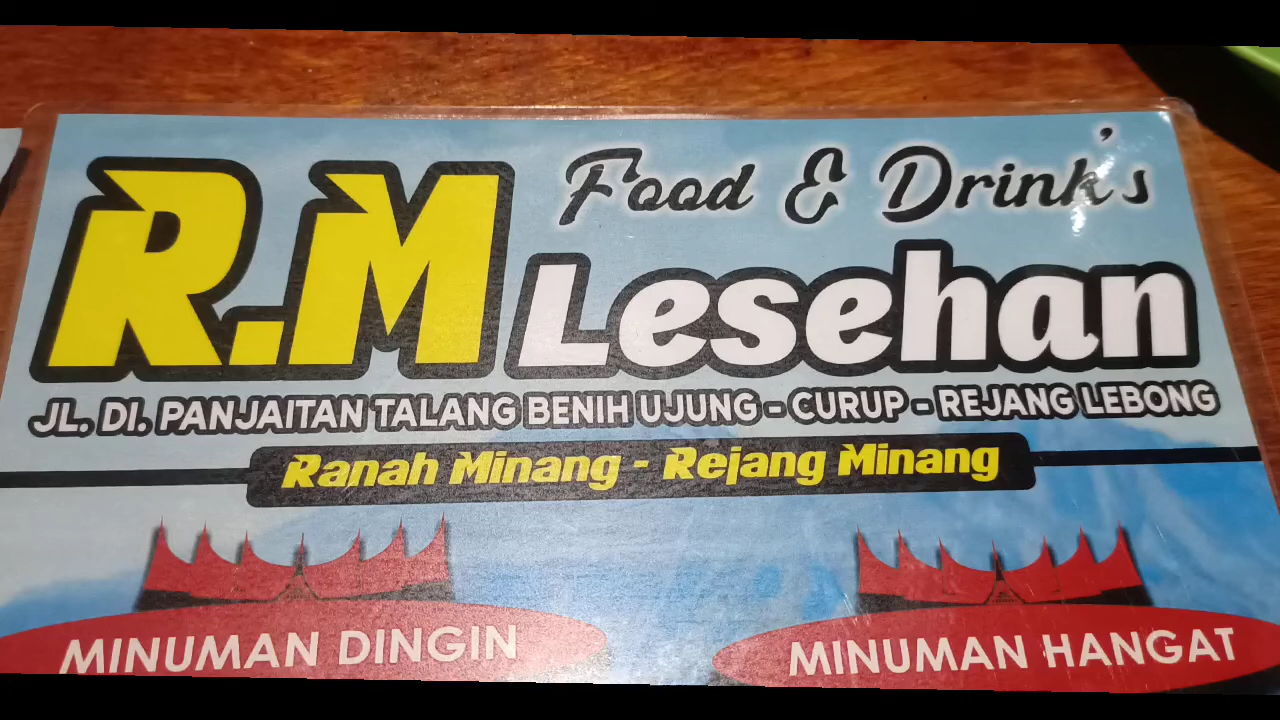 Food & Drink's
R.M Lesehan
JL. DI. PANJAITAN TALANG BENIH UJUNG - CURUP - REJANG LEBONG
Ranah Minang - Rejang Minang
MINUMAN DINGIN
MINUMAN HANGAT